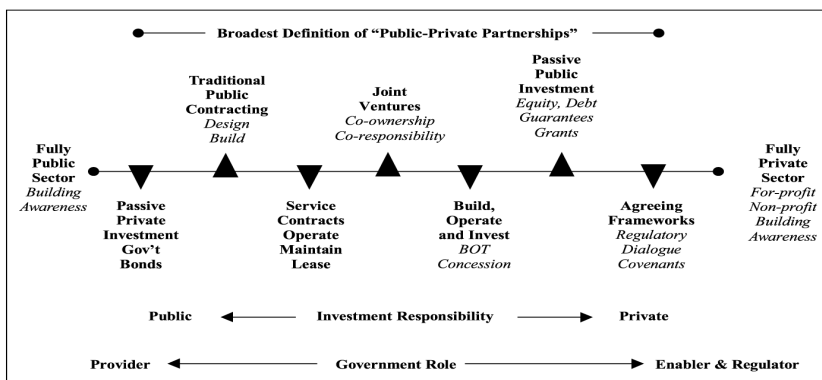 Broadest Definition of “Public-Private Partnerships”
Traditional
Public
Contracting
Design
Build
Joint
Ventures
Co-ownership
Co-responsibility
Passive
Public
Investment
Equity, Debt
Guarantees
Grants
Fully
Public
Sector
Building
Awareness
Fully
Private
Sector
For-profit
Non-profit
Building
Awareness
Passive
Private
Investment
Gov’t
Bonds
Service
Contracts
Operate
Maintain
Lease
Build,
Operate
and Invest
BOT
Concession
Agreeing
Frameworks
Regulatory
Dialogue
Covenants
Public Investment Responsibility Private
Provider Government Role Enabler & Regulator